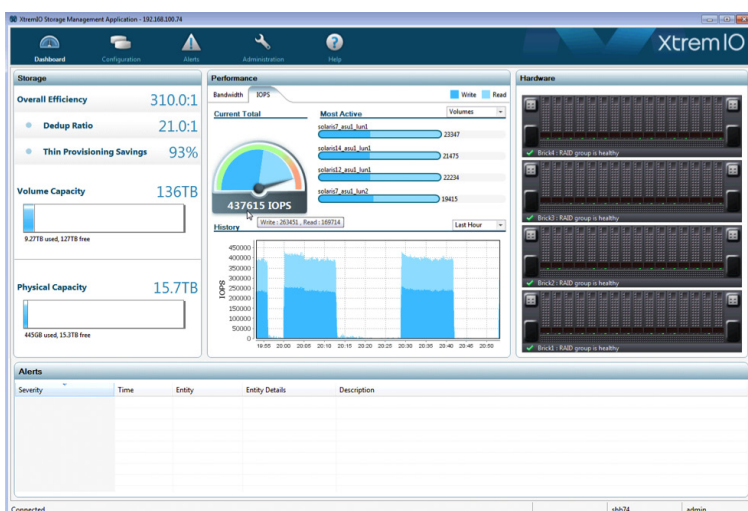 XtremIO Storage Management Application - 192.168.100.74
Dashboard
Configuration
Alerts
Administration
Help
XtremIO
Storage
Overall Efficiency 310.0:1
Dedup Ratio 21.0:1
Thin Provisioning Savings 93%
Volume Capacity 136TB
9.27TB used, 127TB free
Physical Capacity 15.7TB
445GB used, 15.3TB free
Performance
Bandwidth IOPS
Write Read
Current Total
437615 IOPS
Write : 263451 , Read : 169714
Most Active Volumes
solaris7_asu1_lun1
23347
solaris14_asu1_lun1
21475
solaris12_asu1_lun1
22234
solaris7_asu1_lun2
19415
History Last Hour
IOPS
450000
400000
350000
300000
250000
200000
150000
100000
50000
0
19:55 20:00 20:05 20:10 20:15 20:20 20:25 20:30 20:35 20:40 20:45 20:50
Hardware
Brick4 : RAID group is healthy
Brick3 : RAID group is healthy
Brick2 : RAID group is healthy
Brick1 : RAID group is healthy
Alerts
Severity Time Entity Entity Details Description
Connected sbb74 admin